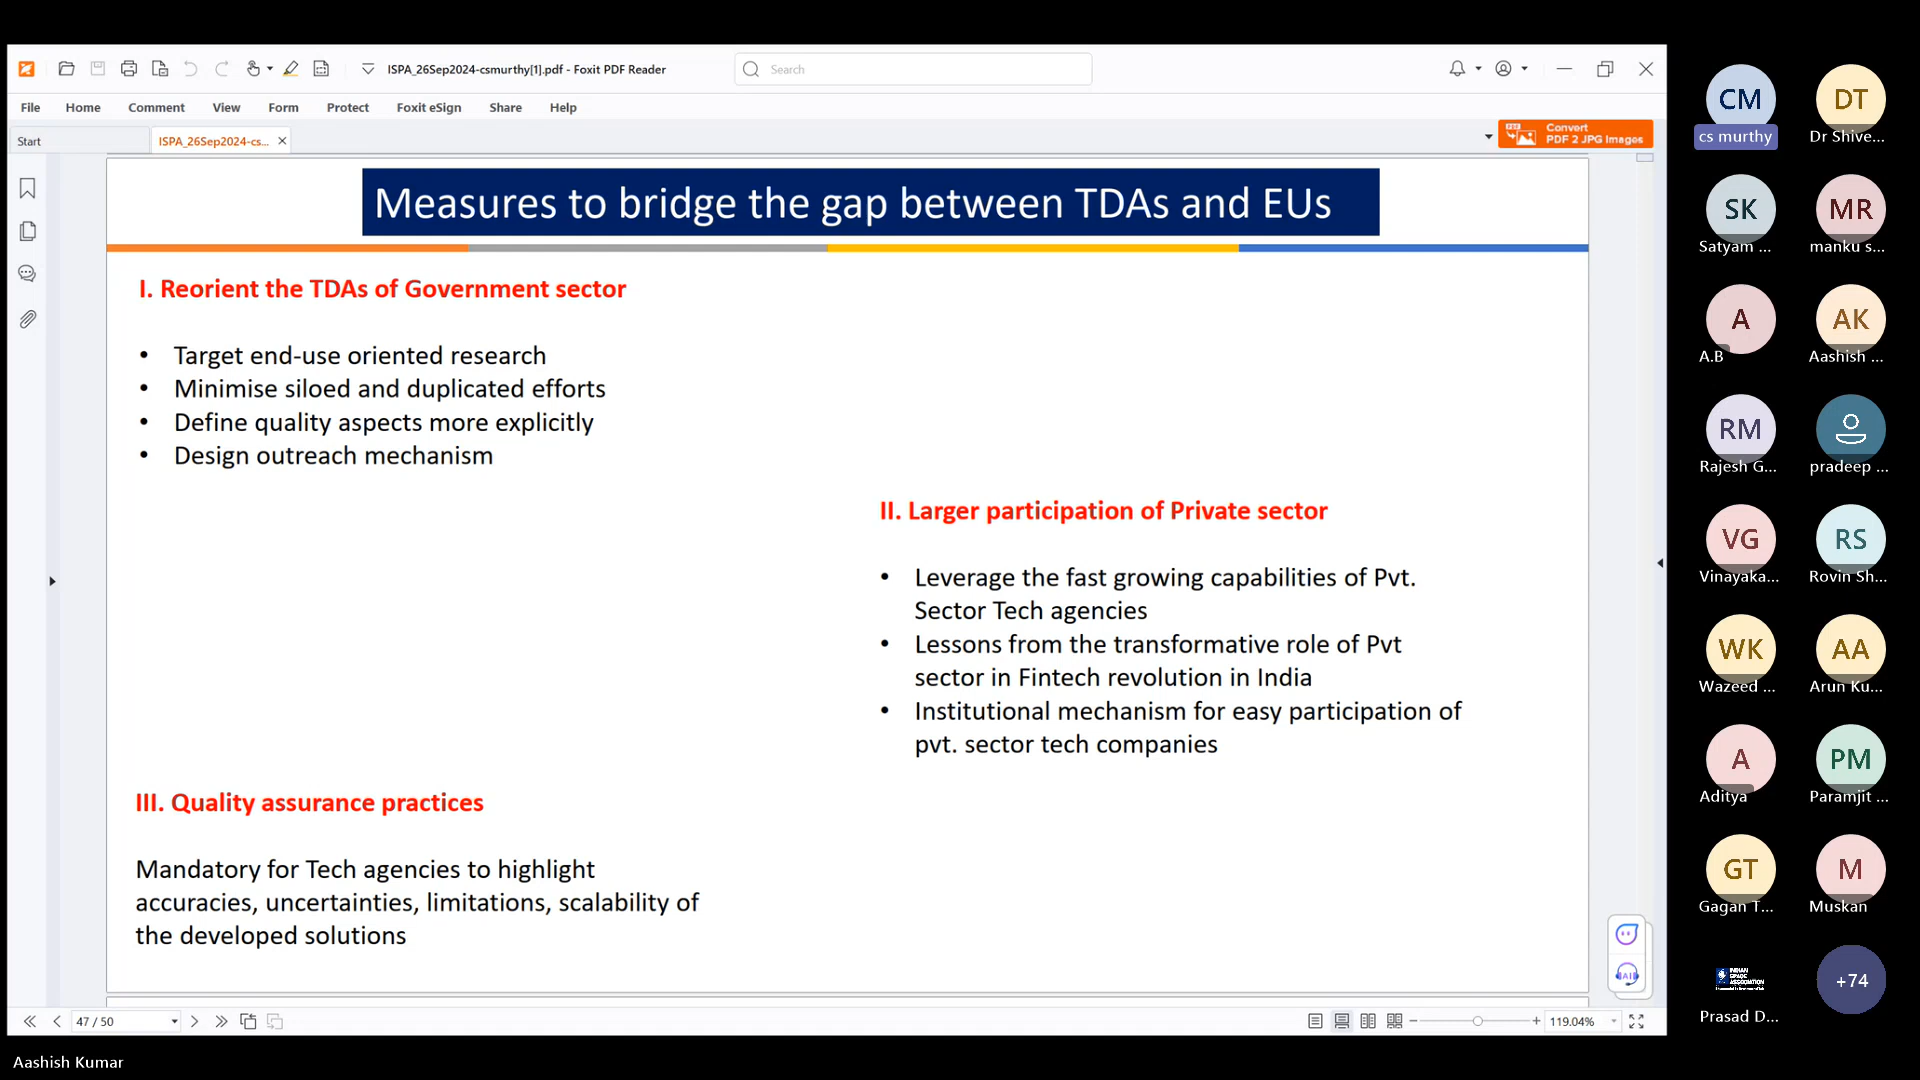 ISPA_26Sep2024-csmurthy[1].pdf - Foxit PDF Reader
Search
File Home Comment View Form Protect Foxit eSign Share Help
Start
ISPA_26Sep2024-cs...
Convert
PDF 2 JPG Images
Measures to bridge the gap between TDAs and EUs
I. Reorient the TDAs of Government sector
• Target end-use oriented research
• Minimise siloed and duplicated efforts
• Define quality aspects more explicitly
• Design outreach mechanism
II. Larger participation of Private sector
• Leverage the fast growing capabilities of Pvt.
Sector Tech agencies
• Lessons from the transformative role of Pvt
sector in Fintech revolution in India
• Institutional mechanism for easy participation of
pvt. sector tech companies
III. Quality assurance practices
Mandatory for Tech agencies to highlight
accuracies, uncertainties, limitations, scalability of
the developed solutions
47 / 50
119.04%
Aashish Kumar
CM
cs murthy
DT
Dr Shive...
SK
Satyam ...
MR
manku s...
A
A.B
AK
Aashish ...
RM
Rajesh G...
pradeep ...
VG
Vinayaka...
RS
Rovin Sh...
WK
Wazeed ...
AA
Arun Ku...
A
Aditya
PM
Paramjit ...
GT
Gagan T...
M
Muskan
INDIAN
SPACE
ASSOCIATION
Prasad D...
+74